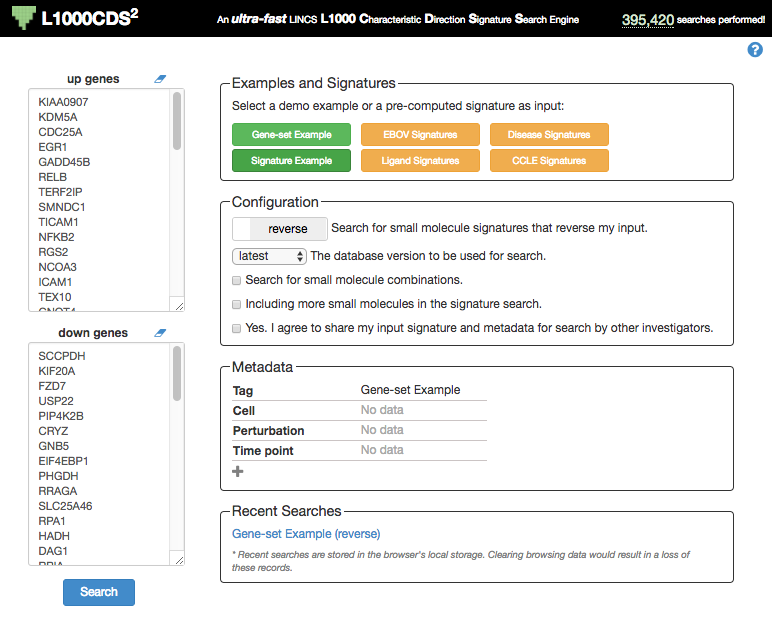 L1000CDS²
An ultra-fast LINCS L1000 Characteristic Direction Signature Search Engine
395,420 searches performed!
?
up genes
KIAA0907
KDM5A
CDC25A
EGR1
GADD45B
RELB
TERF2IP
SMNDC1
TICAM1
NFKB2
RGS2
NCOA3
ICAM1
TEX10
down genes
SCCPDH
KIF20A
FZD7
USP22
PIP4K2B
CRYZ
GNB5
EIF4EBP1
PHGDH
RRAGA
SLC25A46
RPA1
HADH
DAG1
Search
Examples and Signatures
Select a demo example or a pre-computed signature as input:
Gene-set Example EBOV Signatures Disease Signatures
Signature Example Ligand Signatures CCLE Signatures
Configuration
reverse Search for small molecule signatures that reverse my input.
latest The database version to be used for search.
Search for small molecule combinations.
Including more small molecules in the signature search.
Yes. I agree to share my input signature and metadata for search by other investigators.
Metadata
Tag Gene-set Example
Cell No data
Perturbation No data
Time point No data
Recent Searches
Gene-set Example (reverse)
* Recent searches are stored in the browser's local storage. Clearing browsing data would result in a loss of
these records.